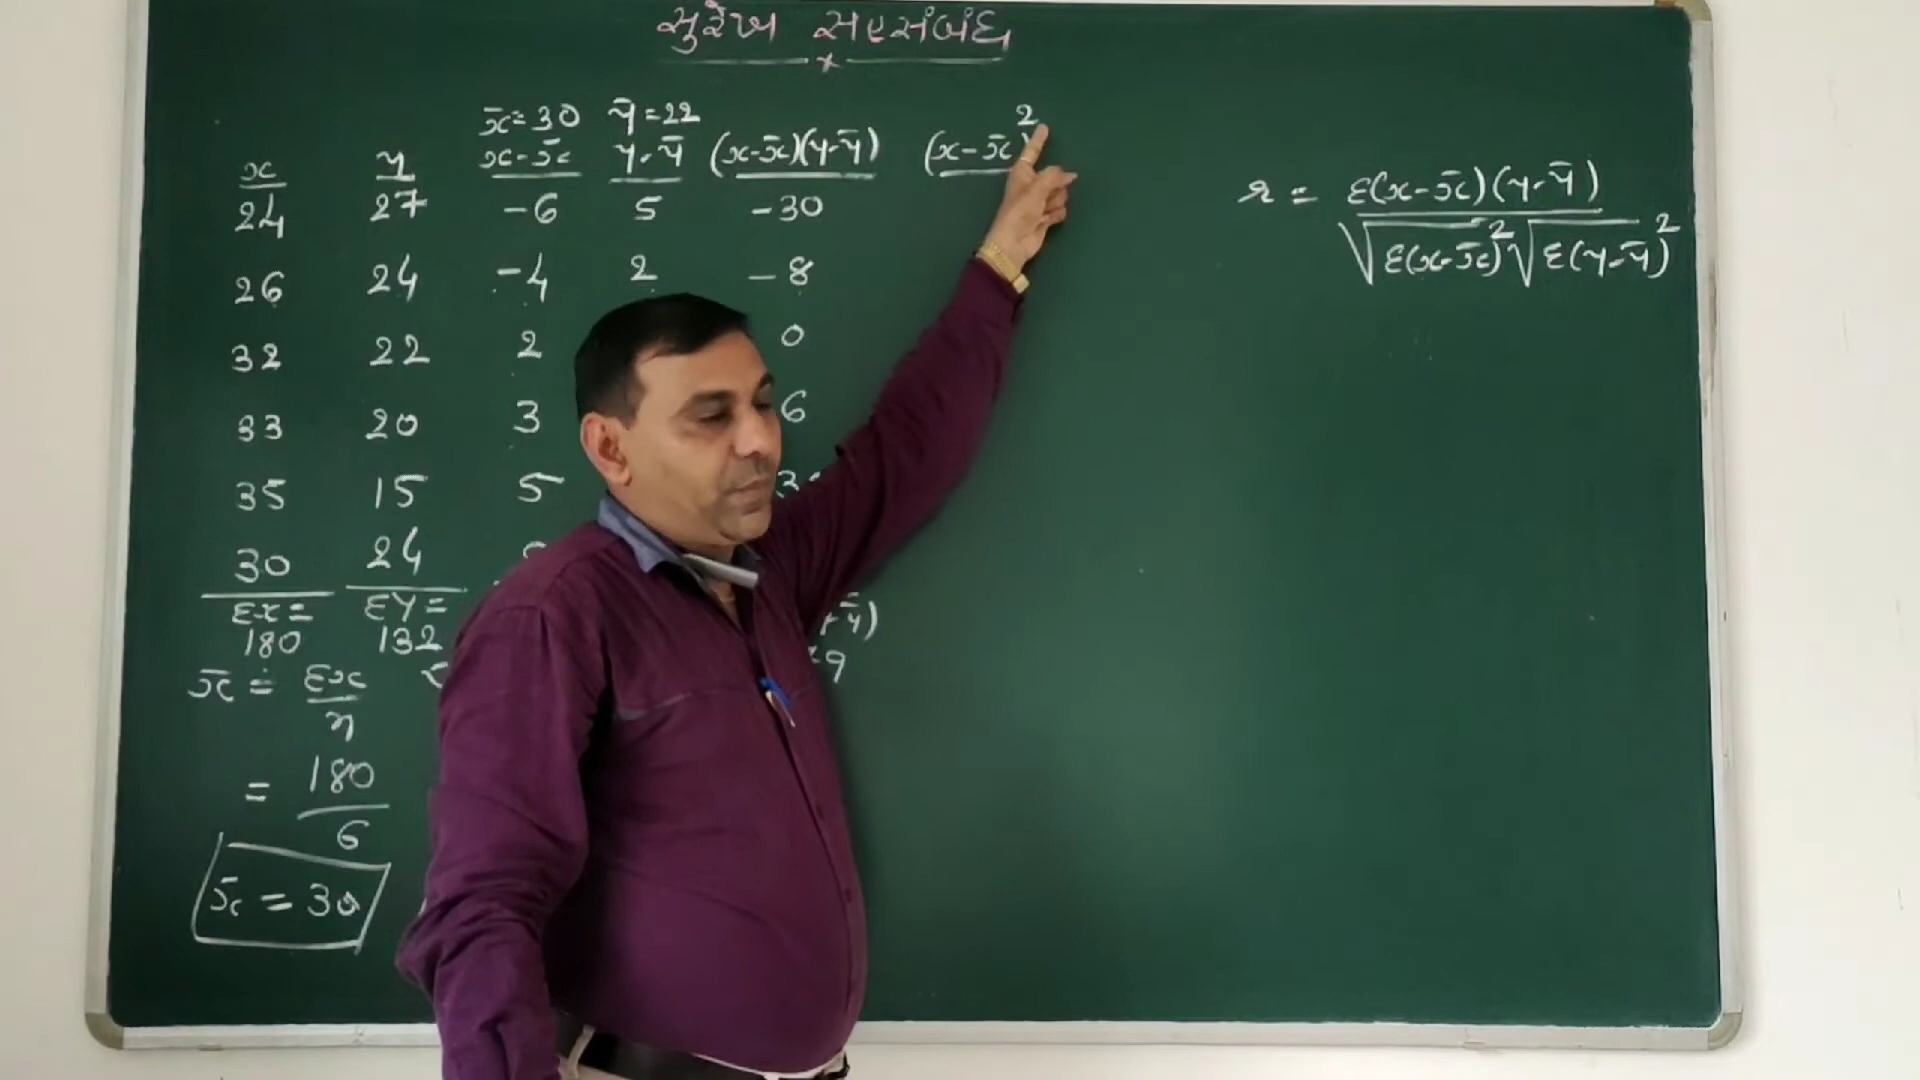 સુરેખ સહસંબંધ
x̄ = 30 ȳ = 22
x y x - x̄ y - ȳ (x - x̄)(y - ȳ) (x - x̄)²
24 27 -6 5 -30
26 24 -4 2 -8
32 22 2 0
33 20 3 6
35 15 5
30 24
Σx = Σy =
180 132
x̄ = Σx / n
= 180 / 6
x̄ = 30
r = Σ(x - x̄)(y - ȳ) / √Σ(x - x̄)² √Σ(y - ȳ)²